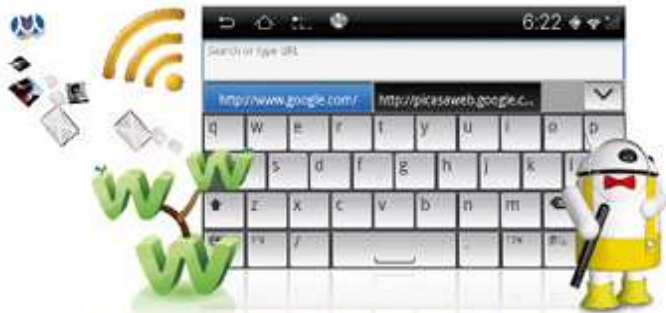 6:22
Search or type URL
http://www.google.com/ http://picasaweb.google.c...
q w e r t y u i o p
s d f g h j k l
z x c v b n m
/ .
W W
W